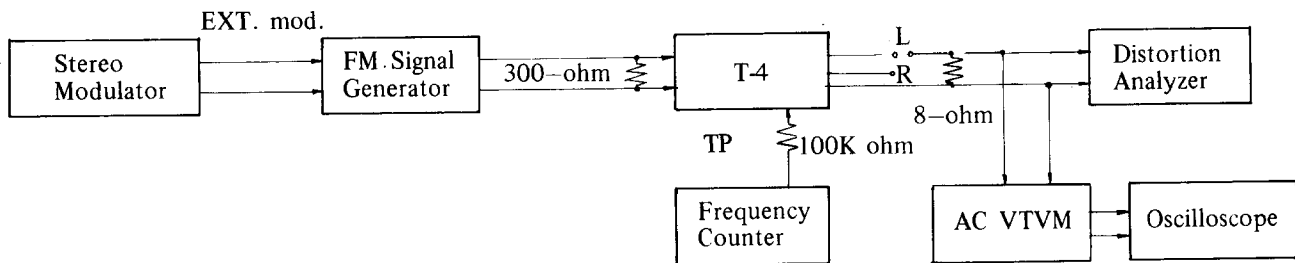 EXT. mod.
Stereo
Modulator
FM Signal
Generator
300-ohm
T-4
L
R
8-ohm
Distortion
Analyzer
TP
100K ohm
Frequency
Counter
AC VTVM
Oscilloscope